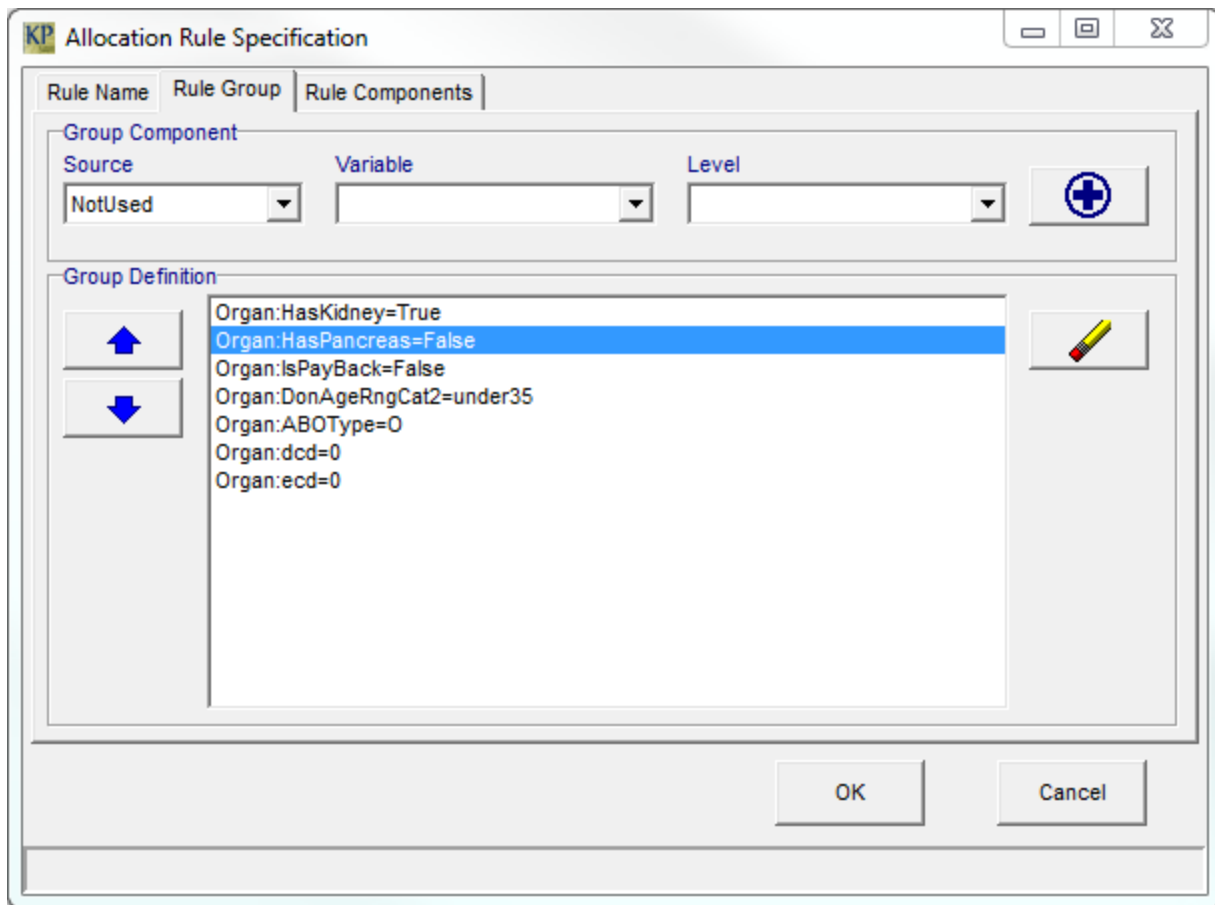 KP Allocation Rule Specification
Rule Name Rule Group Rule Components
Group Component
Source Variable Level
NotUsed
Group Definition
Organ:HasKidney=True
Organ:HasPancreas=False
Organ:IsPayBack=False
Organ:DonAgeRngCat2=under35
Organ:ABOType=O
Organ:dcd=0
Organ:ecd=0
OK Cancel